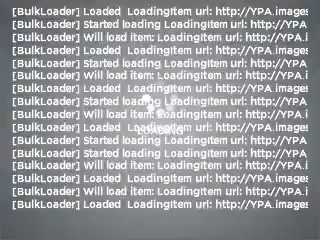 [BulkLoader] Loaded  LoadingItem url: http://YPA.images
[BulkLoader] Started loading LoadingItem url: http://YPA
[BulkLoader] Will load item: LoadingItem url: http://YPA.i
[BulkLoader] Loaded  LoadingItem url: http://YPA.images
[BulkLoader] Started loading LoadingItem url: http://YPA
[BulkLoader] Will load item: LoadingItem url: http://YPA.i
[BulkLoader] Loaded  LoadingItem url: http://YPA.images
[BulkLoader] Started loading LoadingItem url: http://YPA
[BulkLoader] Will load item: LoadingItem url: http://YPA.i
[BulkLoader] Loaded  LoadingItem url: http://YPA.images
LOADING
[BulkLoader] Started loading LoadingItem url: http://YPA
[BulkLoader] Started loading LoadingItem url: http://YPA
[BulkLoader] Will load item: LoadingItem url: http://YPA.i
[BulkLoader] Loaded  LoadingItem url: http://YPA.images
[BulkLoader] Will load item: LoadingItem url: http://YPA.i
[BulkLoader] Loaded  LoadingItem url: http://YPA.images